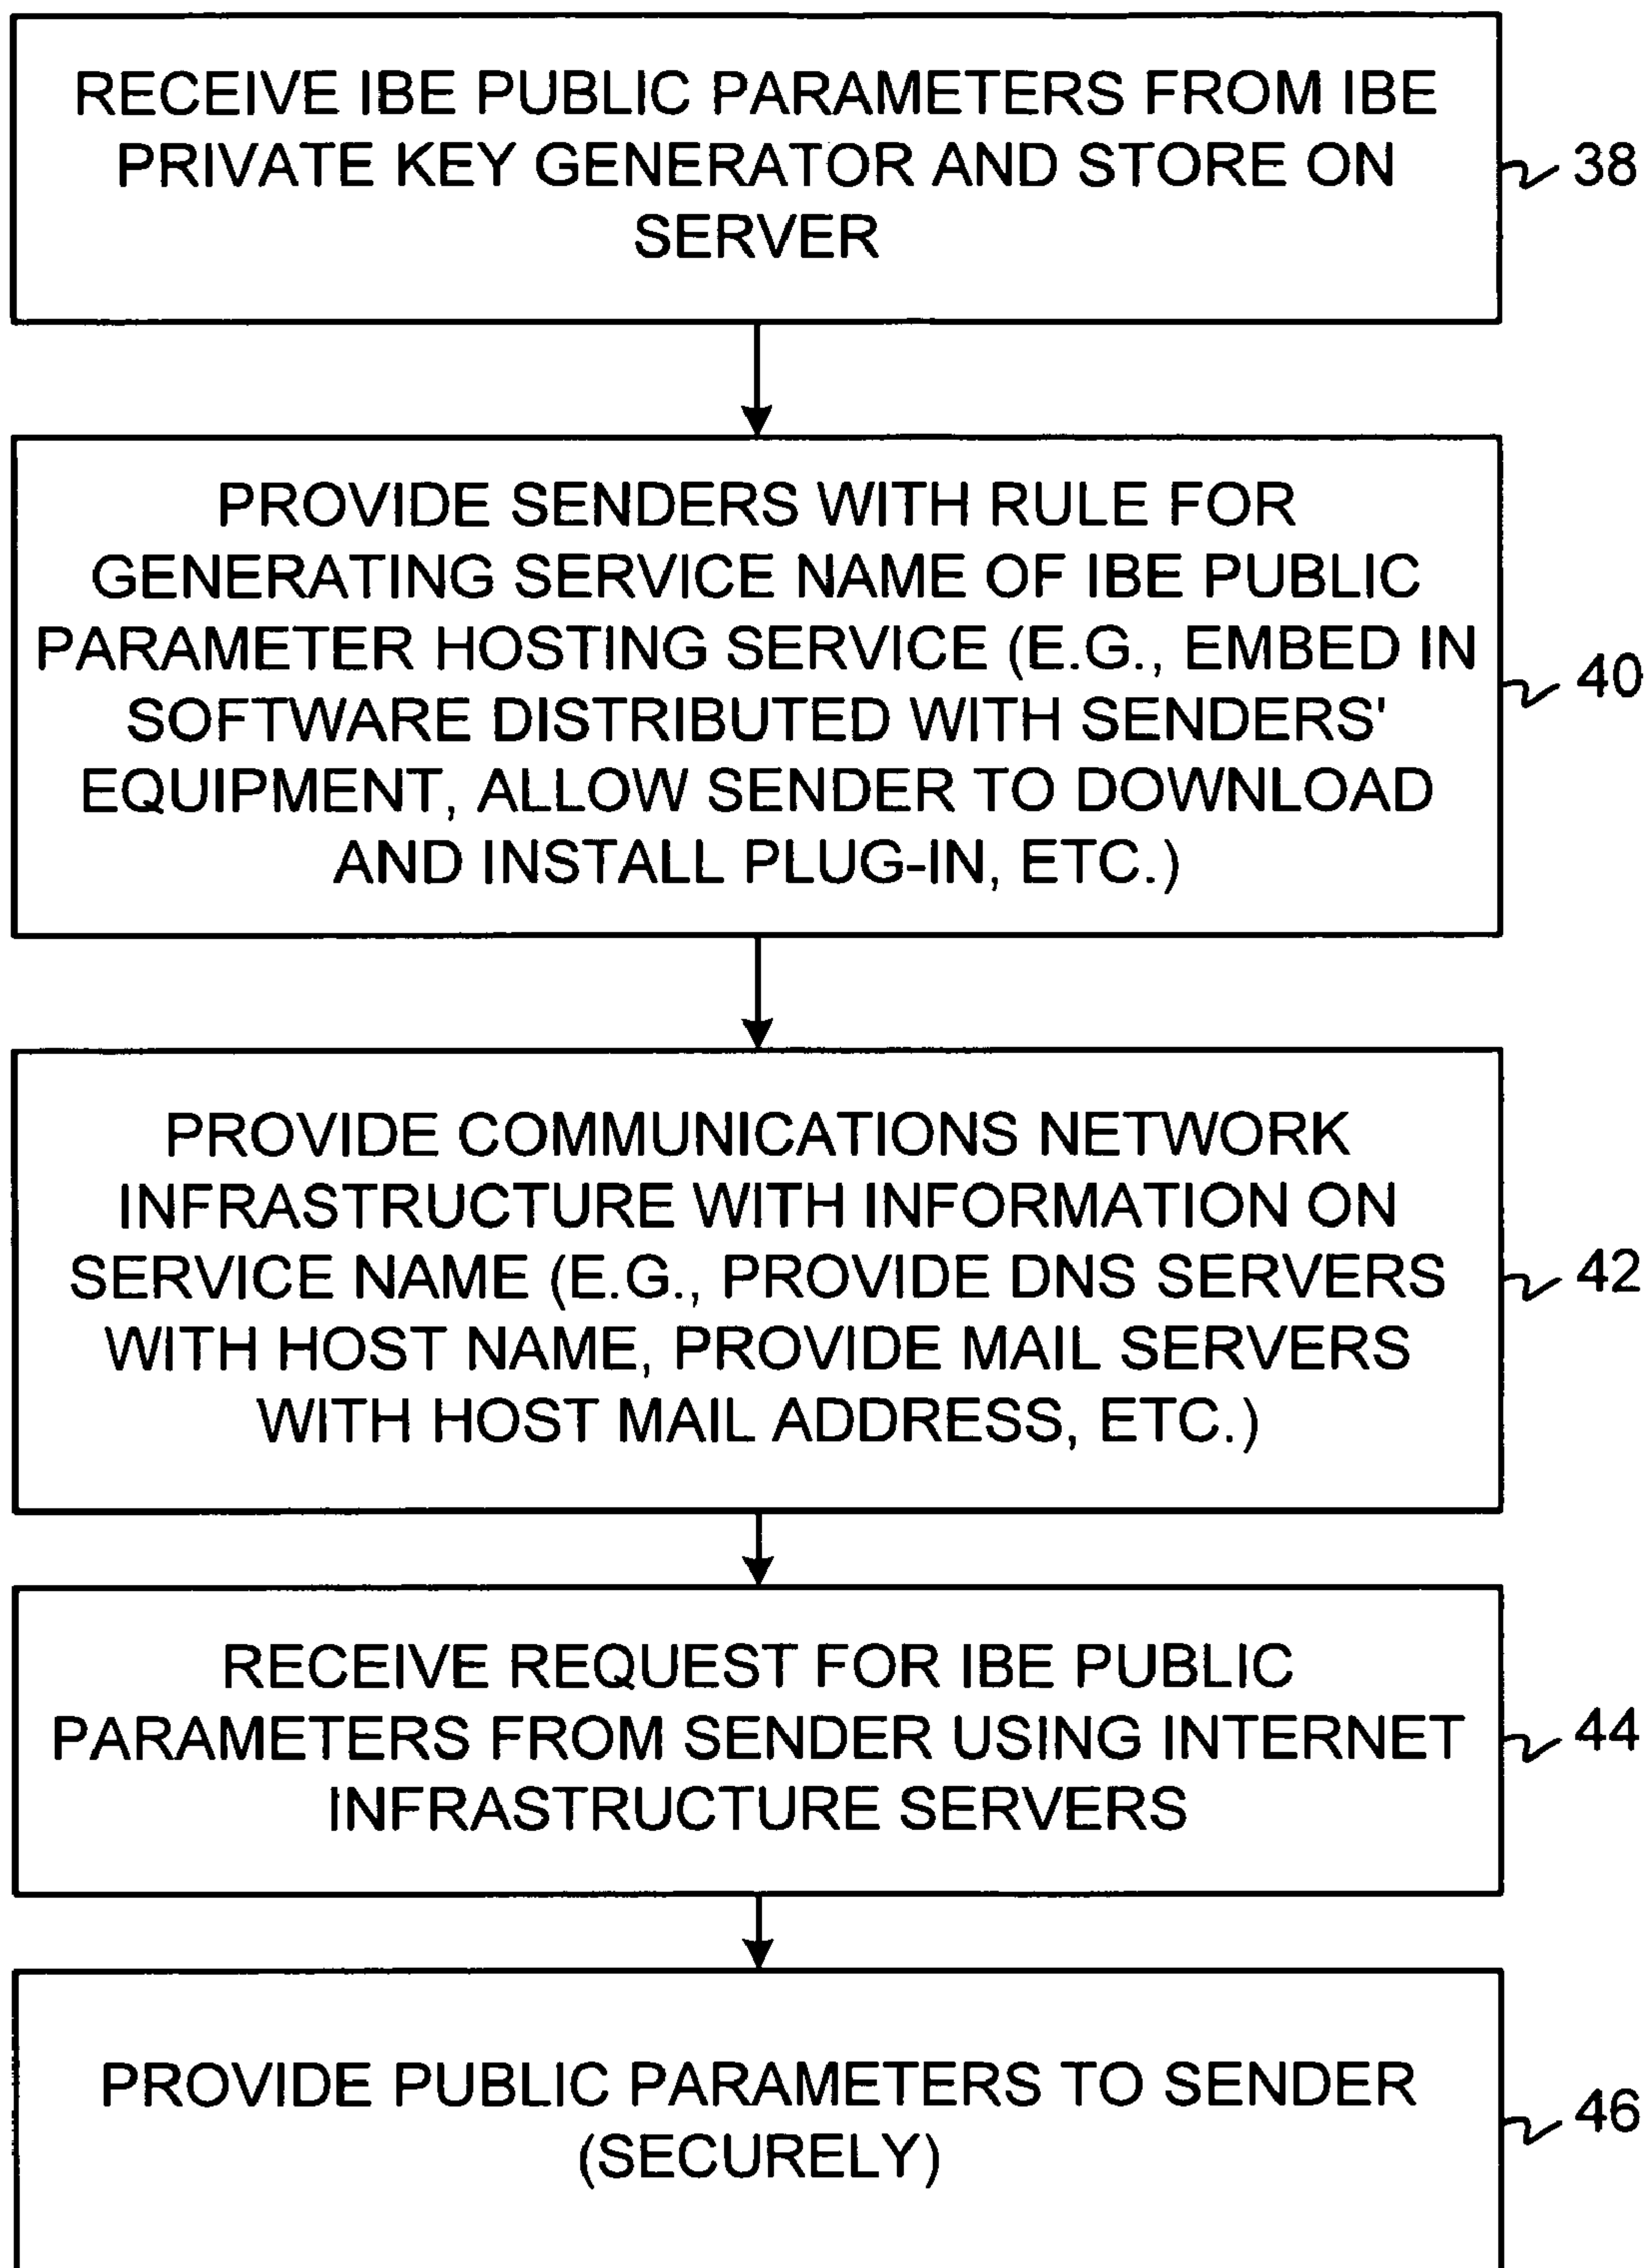 RECEIVE IBE PUBLIC PARAMETERS FROM IBE
PRIVATE KEY GENERATOR AND STORE ON
SERVER
38
PROVIDE SENDERS WITH RULE FOR
GENERATING SERVICE NAME OF IBE PUBLIC
PARAMETER HOSTING SERVICE (E.G., EMBED IN
SOFTWARE DISTRIBUTED WITH SENDERS'
EQUIPMENT, ALLOW SENDER TO DOWNLOAD
AND INSTALL PLUG-IN, ETC.)
40
PROVIDE COMMUNICATIONS NETWORK
INFRASTRUCTURE WITH INFORMATION ON
SERVICE NAME (E.G., PROVIDE DNS SERVERS
WITH HOST NAME, PROVIDE MAIL SERVERS
WITH HOST MAIL ADDRESS, ETC.)
42
RECEIVE REQUEST FOR IBE PUBLIC
PARAMETERS FROM SENDER USING INTERNET
INFRASTRUCTURE SERVERS
44
PROVIDE PUBLIC PARAMETERS TO SENDER
(SECURELY)
46